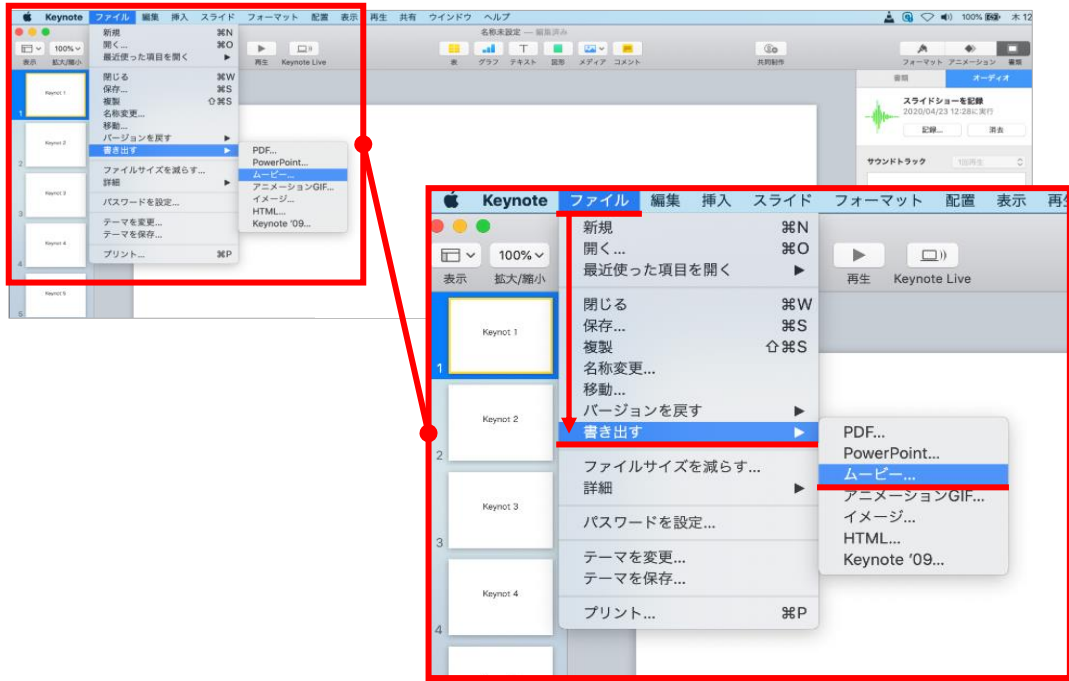 Keynote ファイル 編集 挿入 スライド フォーマット 配置 表示 再生 共有 ウインドウ ヘルプ 100% 木 12
名称未設定 — 編集済み
100%
表示 拡大/縮小 再生 Keynote Live 表 グラフ テキスト 図形 メディア コメント 共同制作 フォーマット アニメーション 書類
新規 ⌘N
開く... ⌘O
最近使った項目を開く ▶
閉じる ⌘W
保存... ⌘S
複製 ⇧⌘S
名称変更...
移動...
バージョンを戻す ▶
書き出す ▶
ファイルサイズを減らす...
詳細 ▶
パスワードを設定...
テーマを変更...
テーマを保存...
プリント... ⌘P
PDF...
PowerPoint...
ムービー...
アニメーションGIF...
イメージ...
HTML...
Keynote '09...
Keynot 1
1
Keynot 2
2
Keynot 3
3
Keynot 4
4
Keynot 5
5
書類 オーディオ
スライドショーを記録
2020/04/23 12:28に実行
記録... 消去
サウンドトラック 1回再生
Keynote ファイル 編集 挿入 スライド フォーマット 配置 表示 再生
100%
表示 拡大/縮小 再生 Keynote Live
新規 ⌘N
開く... ⌘O
最近使った項目を開く ▶
閉じる ⌘W
保存... ⌘S
複製 ⇧⌘S
名称変更...
移動...
バージョンを戻す ▶
書き出す ▶
ファイルサイズを減らす...
詳細 ▶
パスワードを設定...
テーマを変更...
テーマを保存...
プリント... ⌘P
PDF...
PowerPoint...
ムービー...
アニメーションGIF...
イメージ...
HTML...
Keynote '09...
Keynot 1
1
Keynot 2
2
Keynot 3
3
Keynot 4
4